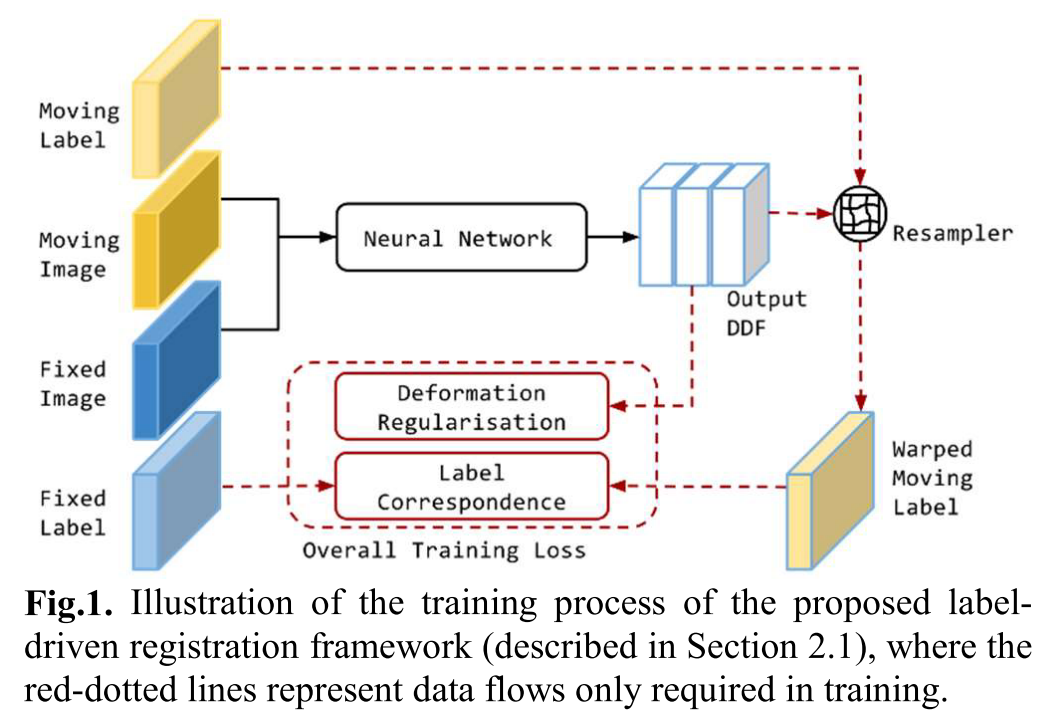 Moving
Label
Moving
Image
Fixed
Image
Fixed
Label
Neural Network
Output
DDF
Resampler
Deformation
Regularisation
Label
Correspondence
Overall Training Loss
Warped
Moving
Label
Fig.1. Illustration of the training process of the proposed label-
driven registration framework (described in Section 2.1), where the
red-dotted lines represent data flows only required in training.